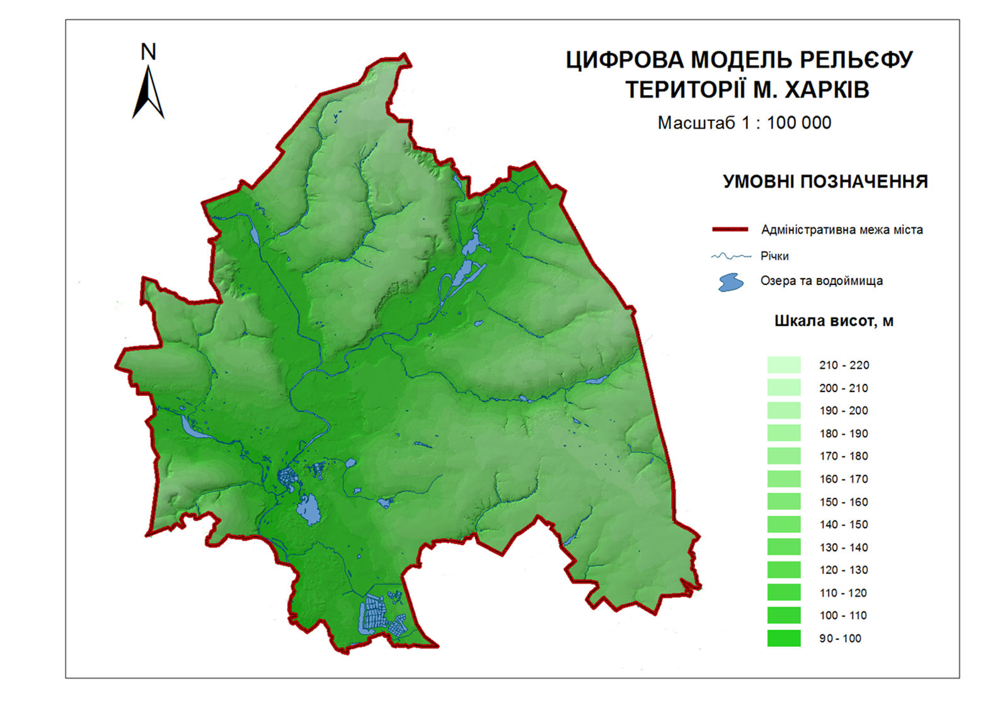 N
ЦИФРОВА МОДЕЛЬ РЕЛЬЄФУ
ТЕРИТОРІЇ М. ХАРКІВ
Масштаб 1 : 100 000
УМОВНІ ПОЗНАЧЕННЯ
Адміністративна межа міста
Річки
Озера та водоймища
Шкала висот, м
210 - 220
200 - 210
190 - 200
180 - 190
170 - 180
160 - 170
150 - 160
140 - 150
130 - 140
120 - 130
110 - 120
100 - 110
90 - 100